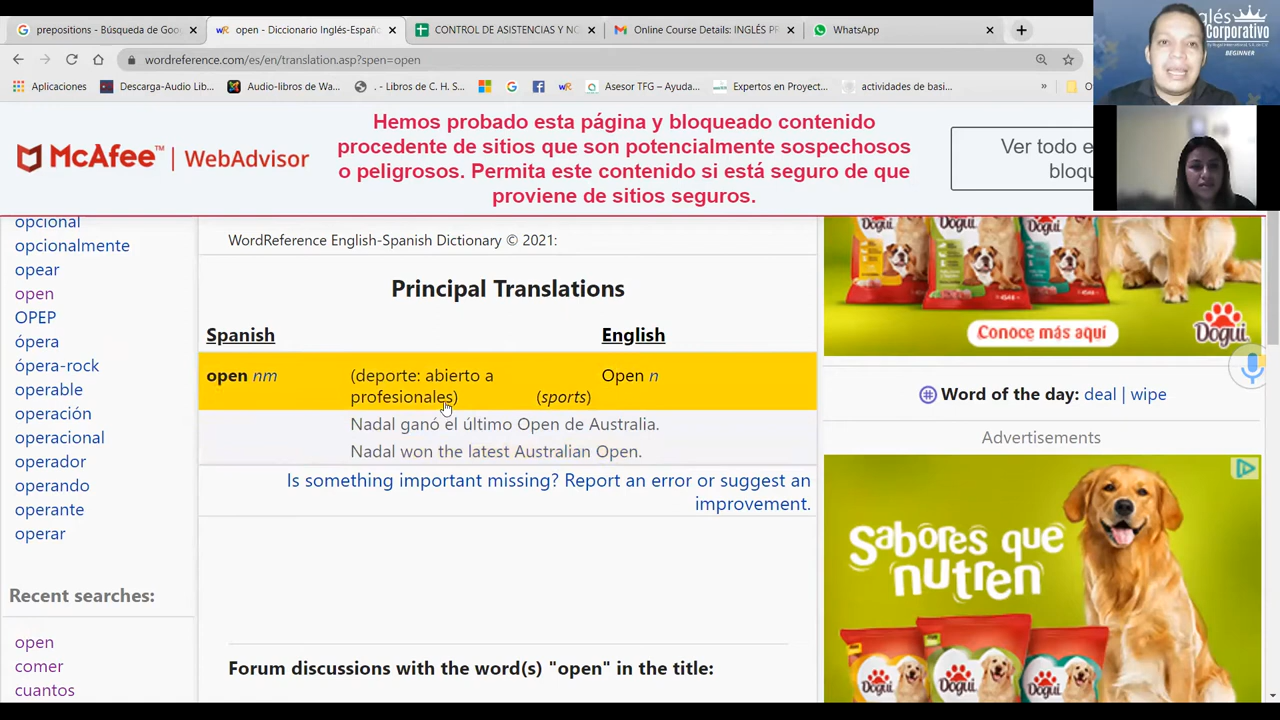 prepositions - Búsqueda de Goo
open - Diccionario Inglés-Españo
CONTROL DE ASISTENCIAS Y NO
Online Course Details: INGLÉS PR
WhatsApp
wordreference.com/es/en/translation.asp?spen=open
Aplicaciones
Descarga-Audio Lib...
Audio-libros de Wa...
- Libros de C. H. S...
Asesor TFG – Ayuda...
Expertos en Proyect...
actividades de basi...
»
McAfee™ | WebAdvisor
Hemos probado esta página y bloqueado contenido
procedente de sitios que son potencialmente sospechosos
o peligrosos. Permita este contenido si está seguro de que
proviene de sitios seguros.
Ver todo e
bloqu
Inglés
Corporativo
BEGINNER
opcional
opcionalmente
opear
open
OPEP
ópera
ópera-rock
operable
operación
operacional
operador
operando
operante
operar
Recent searches:
open
comer
cuantos
WordReference English-Spanish Dictionary © 2021:
Principal Translations
Spanish English
open nm (deporte: abierto a profesionales) (sports) Open n
Nadal ganó el último Open de Australia.
Nadal won the latest Australian Open.
Is something important missing? Report an error or suggest an
improvement.
Forum discussions with the word(s) "open" in the title:
Conoce más aquí
Dogui
Word of the day: deal | wipe
Advertisements
Sabores que
nutren
Dogui
Dogui
Dogui